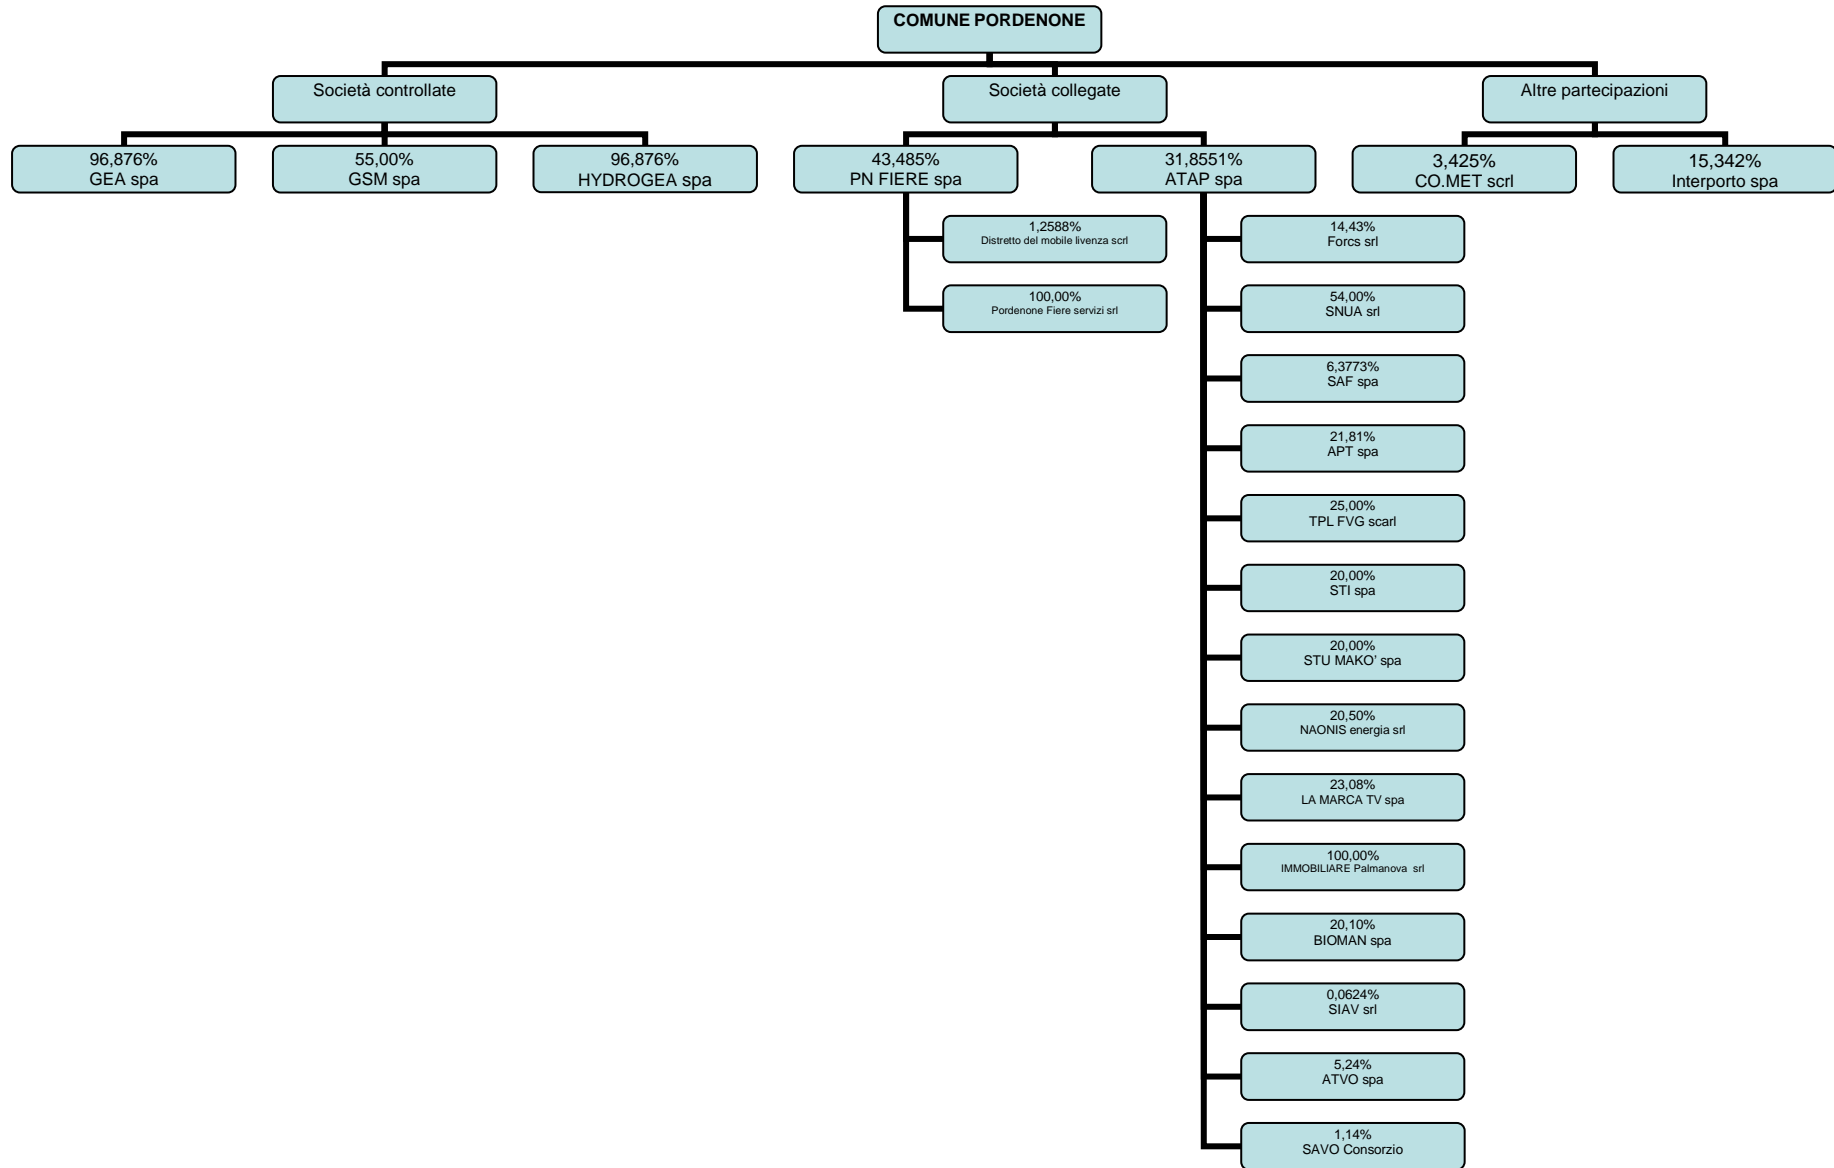 COMUNE PORDENONE
Società controllate
Società collegate
Altre partecipazioni
96,876%
GEA spa
55,00%
GSM spa
96,876%
HYDROGEA spa
43,485%
PN FIERE spa
31,8551%
ATAP spa
3,425%
CO.MET scrl
15,342%
Interporto spa
1,2588%
Distretto del mobile livenza scrl
100,00%
Pordenone Fiere servizi srl
14,43%
Forcs srl
54,00%
SNUA srl
6,3773%
SAF spa
21,81%
APT spa
25,00%
TPL FVG scarl
20,00%
STI spa
20,00%
STU MAKO' spa
20,50%
NAONIS energia srl
23,08%
LA MARCA TV spa
100,00%
IMMOBILIARE Palmanova srl
20,10%
BIOMAN spa
0,0624%
SIAV srl
5,24%
ATVO spa
1,14%
SAVO Consorzio